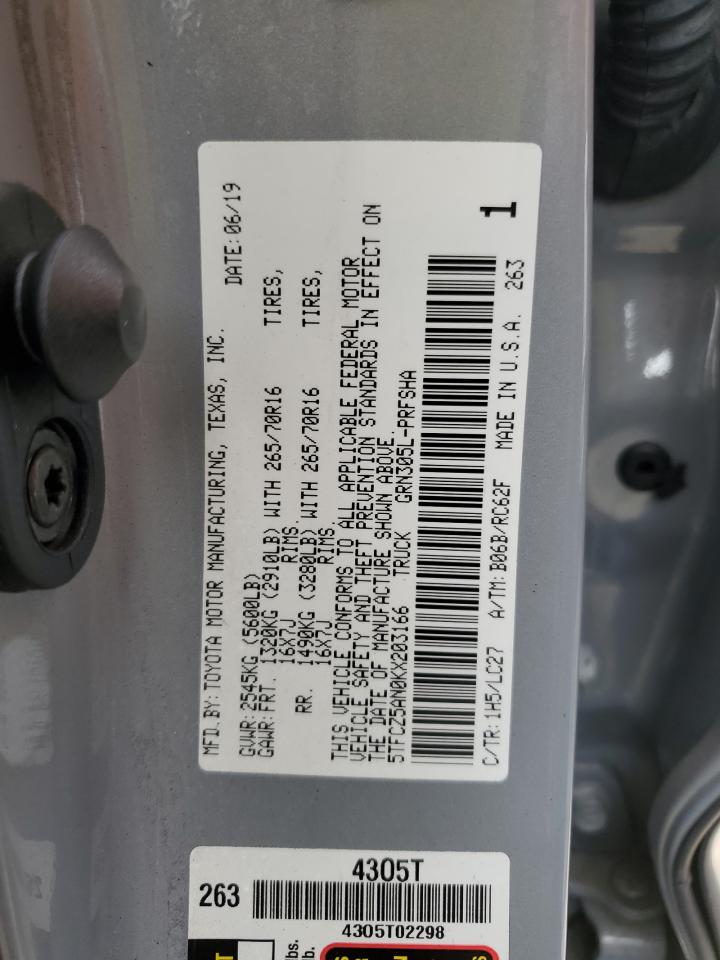 MFD. BY: TOYOTA MOTOR MANUFACTURING, TEXAS, INC.
DATE: 06/19
GVWR: 2545KG (5600LB)
GAWR: FRT. 1320KG (2910LB) WITH 265/70R16 TIRES,
16X7J RIMS.
RR. 1490KG (3280LB) WITH 265/70R16 TIRES,
16X7J RIMS.
THIS VEHICLE CONFORMS TO ALL APPLICABLE FEDERAL MOTOR
VEHICLE SAFETY AND THEFT PREVENTION STANDARDS IN EFFECT ON
THE DATE OF MANUFACTURE SHOWN ABOVE.
5TFCZ5AN0KX203166 TRUCK GRN305L-PRFSHA
1
C/TR: 1H5/LC27 A/TM: B06B/RC62F MADE IN U.S.A. 263
4305T
263
4305T02298
lbs.
lb.